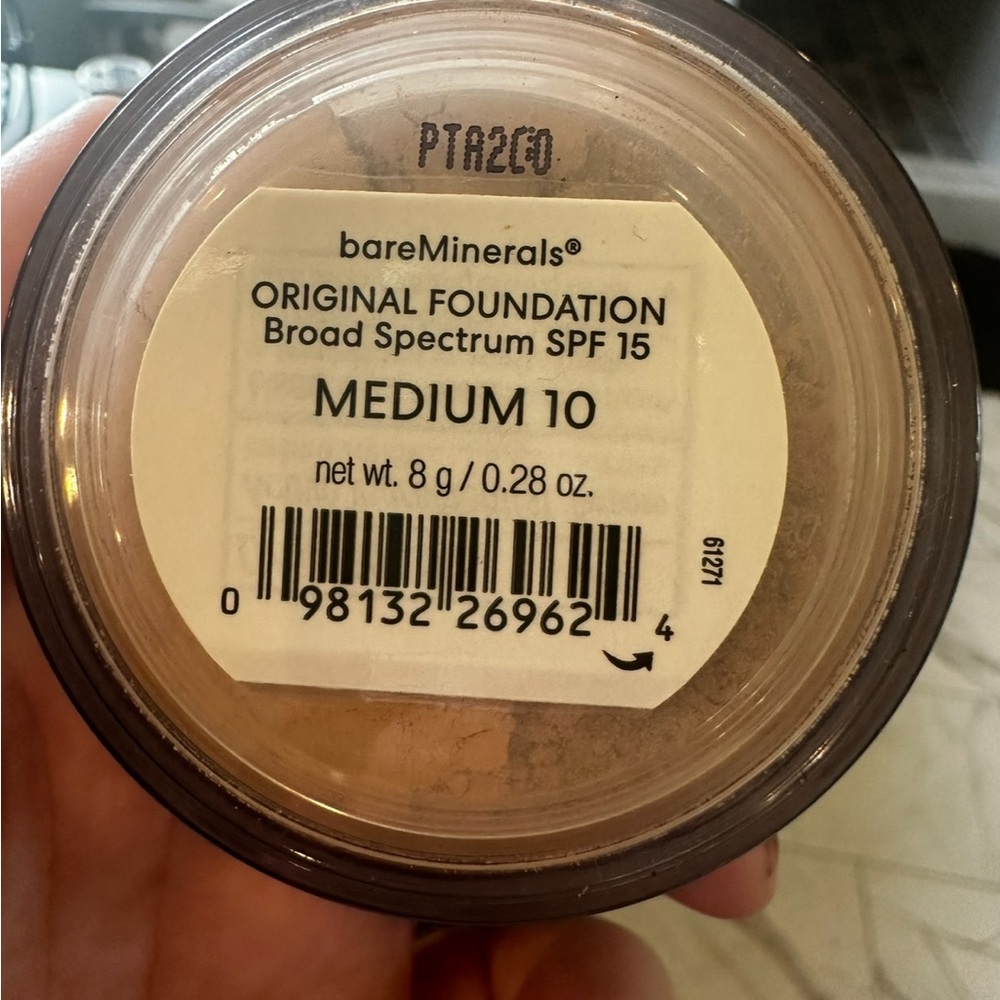 bareMinerals®
ORIGINAL FOUNDATION
Broad Spectrum SPF 15
MEDIUM 10
net wt. 8 g / 0.28 oz.
61271
0 98132 26962 4